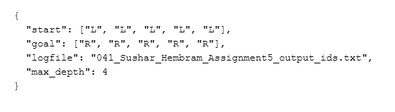 {
"start": ["L", "L", "L", "L", "L"],
"goal": ["R", "R", "R", "R", "R"],
"logfile": "041_Sushar_Hembram_Assignment5_output_ids.txt",
"max_depth": 4
}